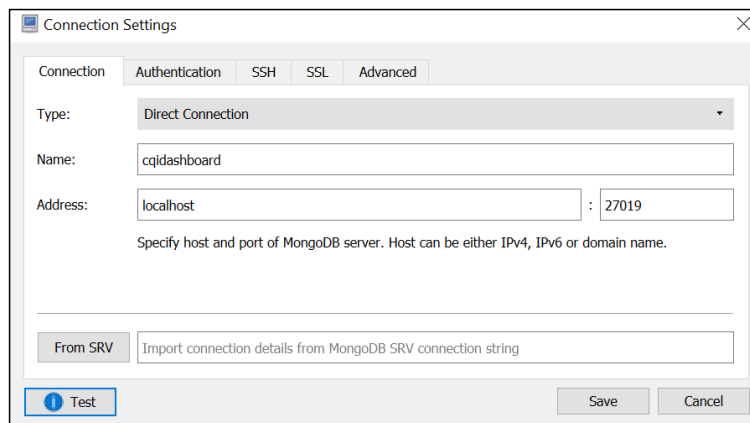 Connection Settings
Connection Authentication SSH SSL Advanced
Type: Direct Connection
Name: cqidashboard
Address: localhost : 27019
Specify host and port of MongoDB server. Host can be either IPv4, IPv6 or domain name.
From SRV Import connection details from MongoDB SRV connection string
Test Save Cancel